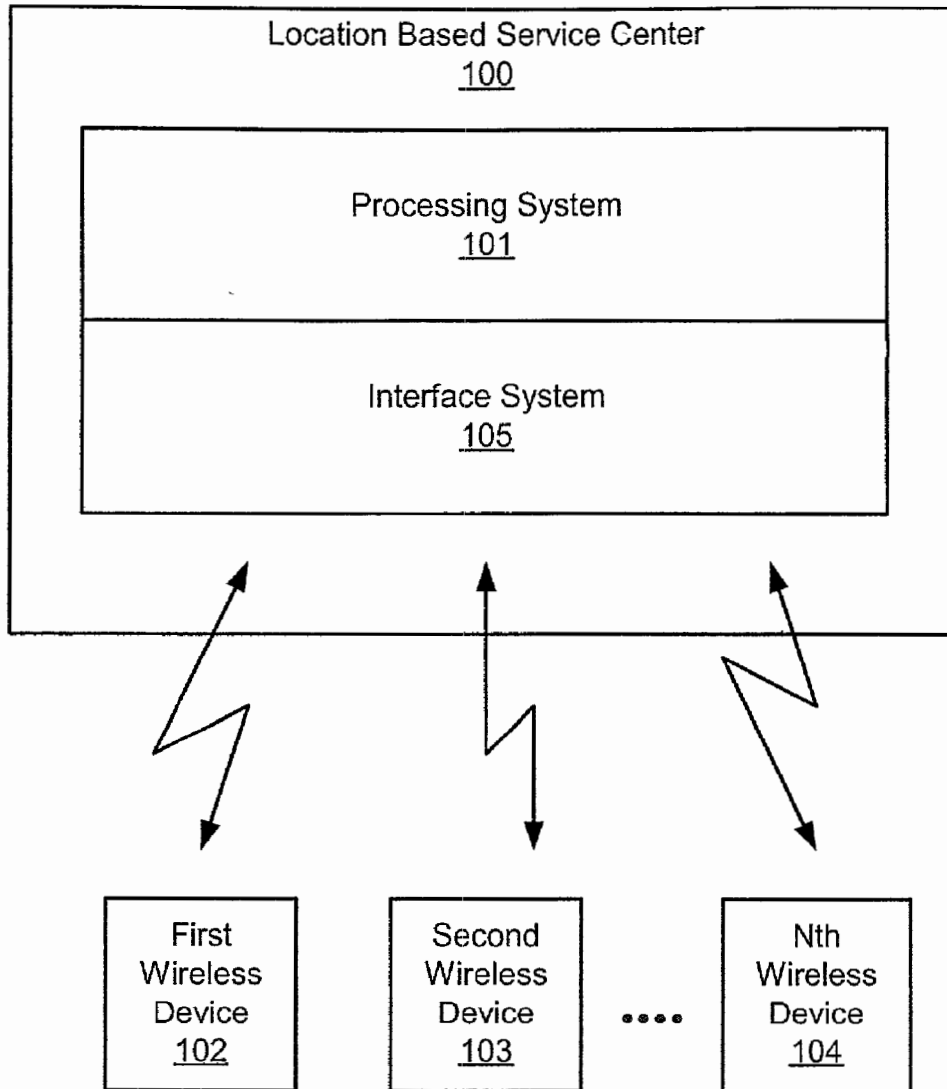 Location Based Service Center
100
Processing System
101
Interface System
105
First
Wireless
Device
102
Second
Wireless
Device
103
Nth
Wireless
Device
104